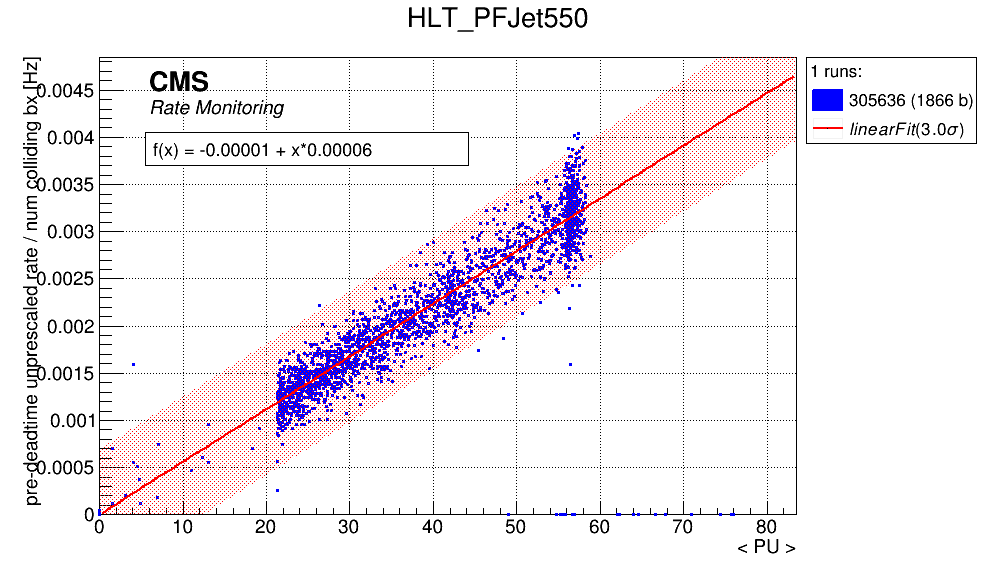 HLT_PFJet550
pre-deadtime unprescaled rate / num colliding bx [Hz]
CMS
Rate Monitoring
f(x) = -0.00001 + x*0.00006
0.0045
0.004
0.0035
0.003
0.0025
0.002
0.0015
0.001
0.0005
0
0 10 20 30 40 50 60 70 80
< PU >
1 runs:
305636 (1866 b)
linearFit(3.0σ)